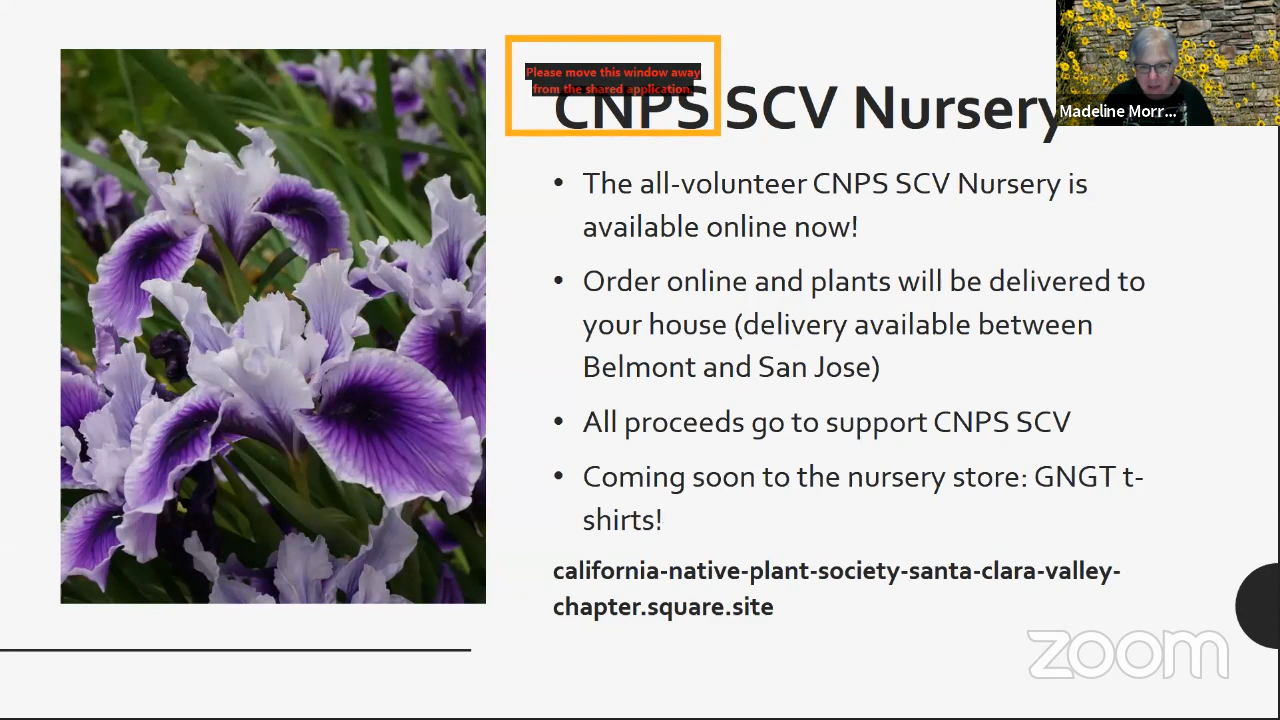 Please move this window away
from the shared application.
CNPS SCV Nursery
Madeline Morr...
• The all-volunteer CNPS SCV Nursery is
available online now!
• Order online and plants will be delivered to
your house (delivery available between
Belmont and San Jose)
• All proceeds go to support CNPS SCV
• Coming soon to the nursery store: GNGT t-
shirts!
california-native-plant-society-santa-clara-valley-
chapter.square.site
zoom